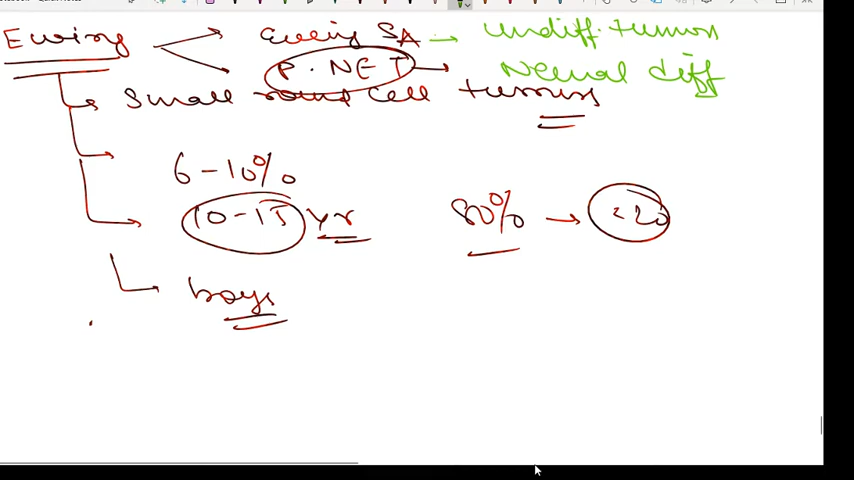 Ewing
Ewing SA → Undiff. tumors
P. NET → Neural diff
Small round cell tumors
6-10%
10-15 yr 80% → <20
boys